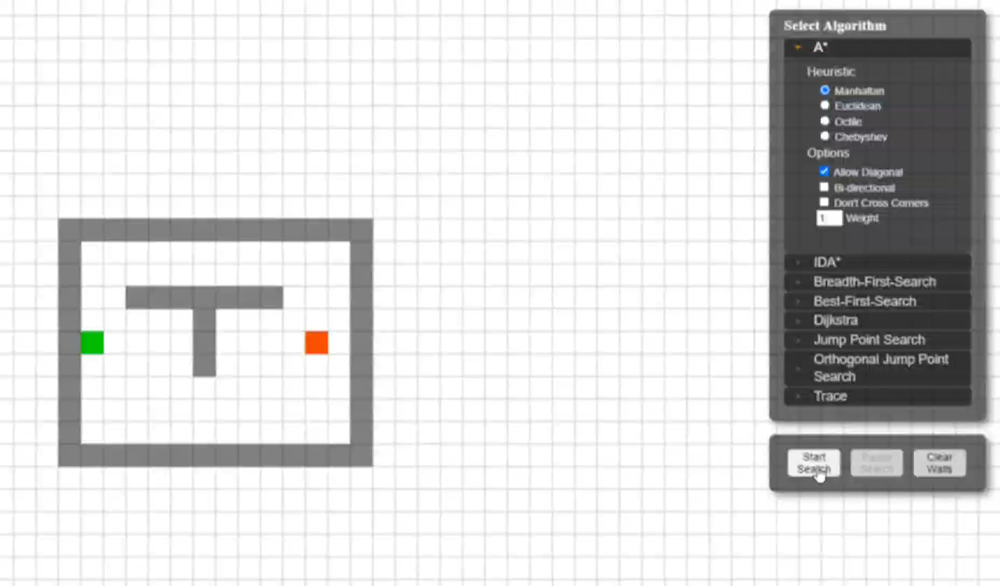 Select Algorithm
A*
Heuristic
Manhattan
Euclidean
Octile
Chebyshev
Options
Allow Diagonal
Bi-directional
Don't Cross Corners
1 Weight
IDA*
Breadth-First-Search
Best-First-Search
Dijkstra
Jump Point Search
Orthogonal Jump Point
Search
Trace
Start
Search
Pause
Search
Clear
Walls